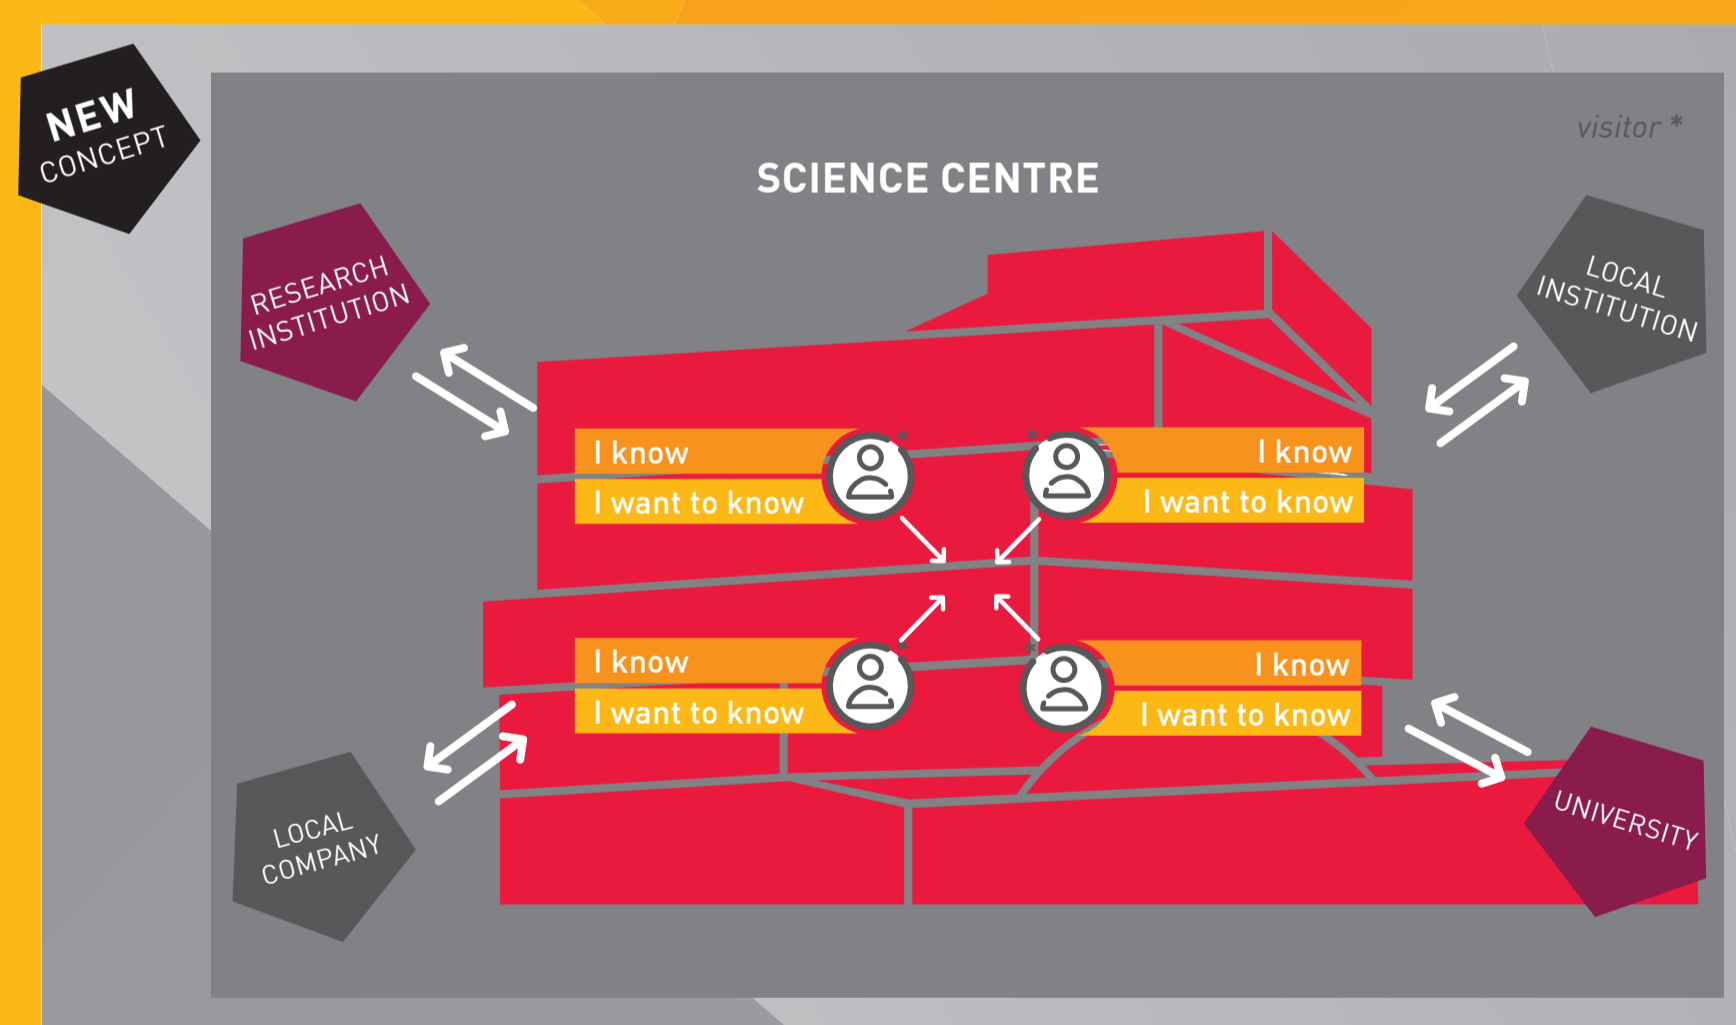 NEW
CONCEPT
visitor *
SCIENCE CENTRE
RESEARCH
INSTITUTION
LOCAL
INSTITUTION
I know
I want to know
*
*
I know
I want to know
I know
I want to know
*
*
I know
I want to know
LOCAL
COMPANY
UNIVERSITY